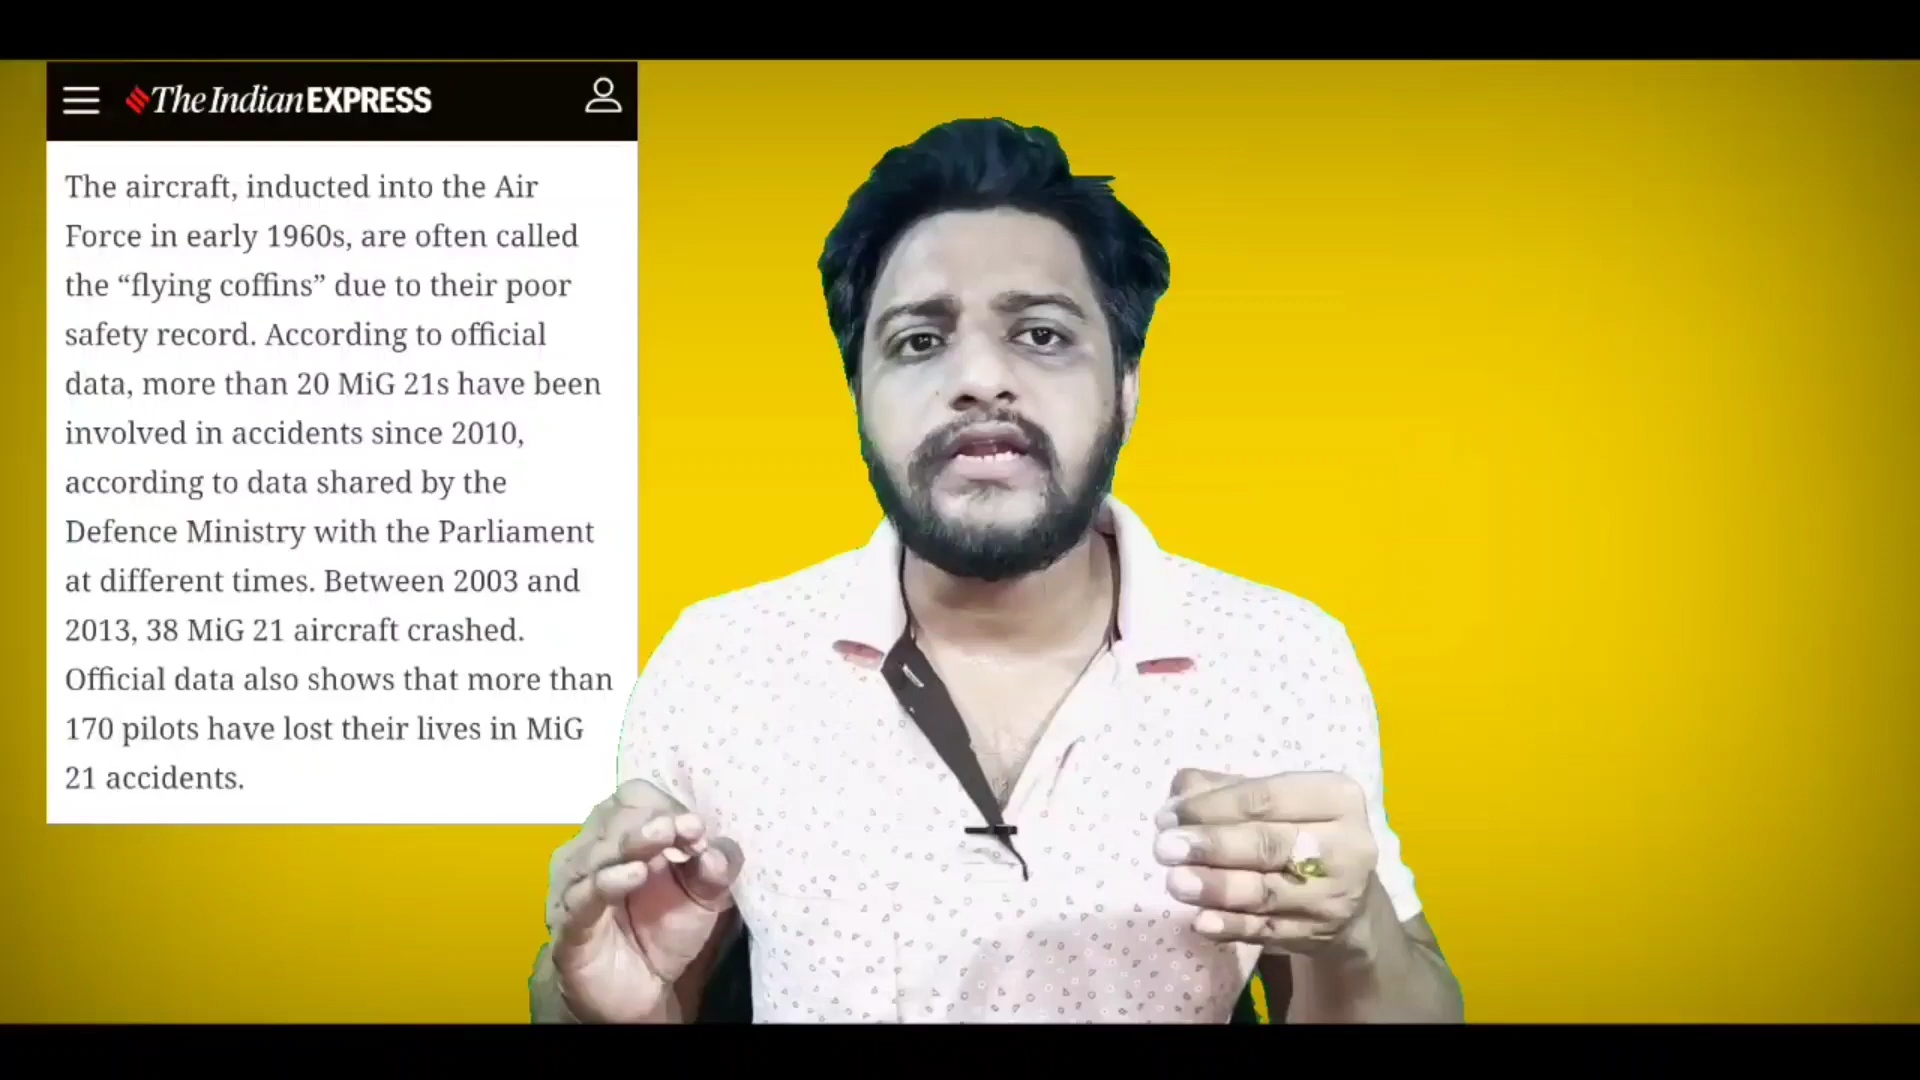 The Indian EXPRESS
The aircraft, inducted into the Air
Force in early 1960s, are often called
the “flying coffins” due to their poor
safety record. According to official
data, more than 20 MiG 21s have been
involved in accidents since 2010,
according to data shared by the
Defence Ministry with the Parliament
at different times. Between 2003 and
2013, 38 MiG 21 aircraft crashed.
Official data also shows that more than
170 pilots have lost their lives in MiG
21 accidents.